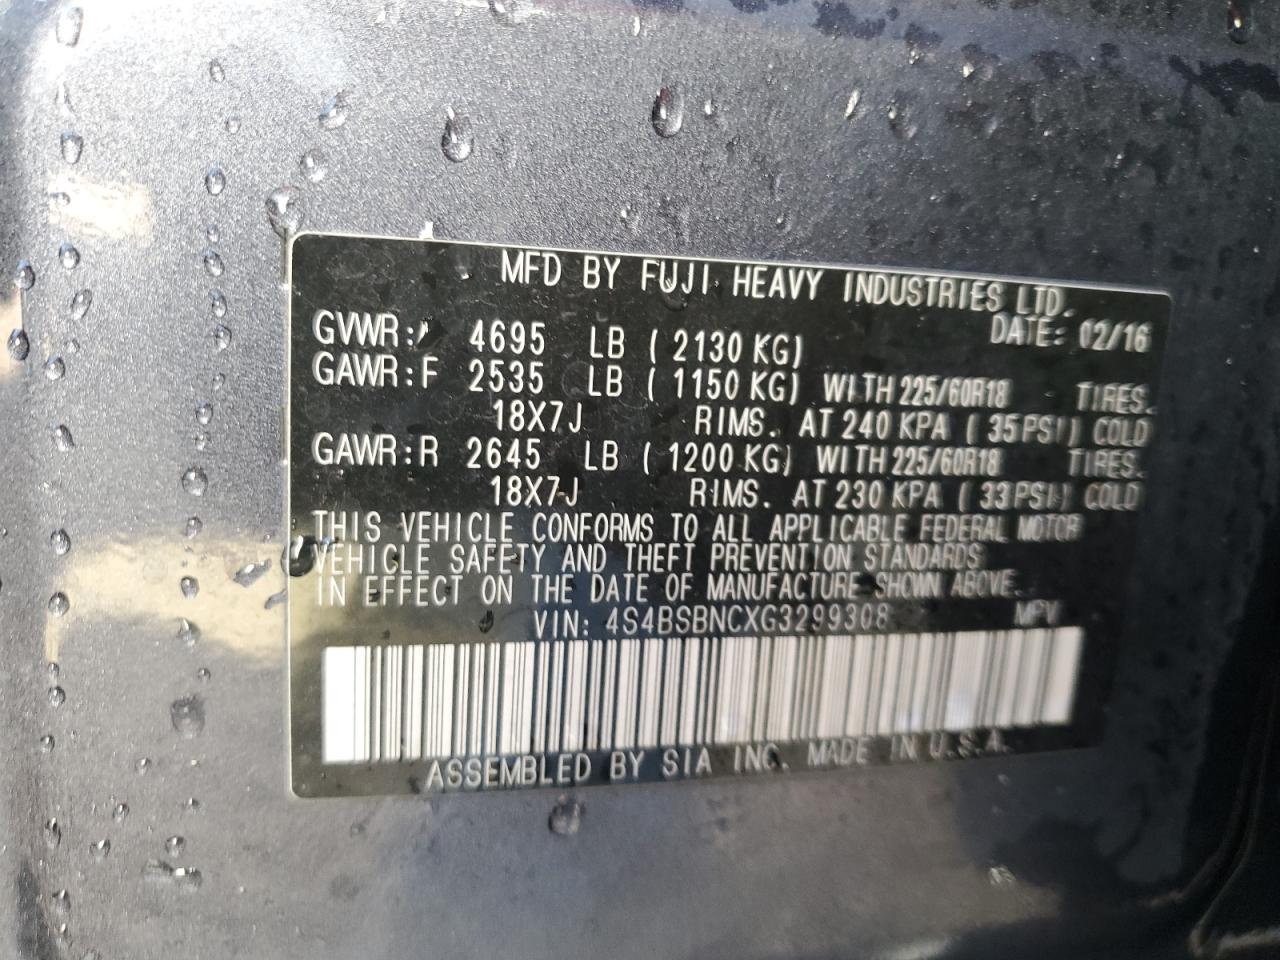 MFD BY FUJI HEAVY INDUSTRIES LTD.
DATE: 02/16
GVWR: 4695 LB ( 2130 KG)
GAWR:F 2535 LB ( 1150 KG) WITH 225/60R18 TIRES.
18X7J RIMS. AT 240 KPA ( 35PSI) COLD
GAWR:R 2645 LB ( 1200 KG) WITH 225/60R18 TIRES.
18X7J RIMS. AT 230 KPA ( 33PSI) COLD
THIS VEHICLE CONFORMS TO ALL APPLICABLE FEDERAL MOTOR
VEHICLE SAFETY AND THEFT PREVENTION STANDARDS
IN EFFECT ON THE DATE OF MANUFACTURE SHOWN ABOVE.
VIN: 4S4BSBNCXG3299308 MPV
ASSEMBLED BY SIA INC. MADE IN U.S.A.